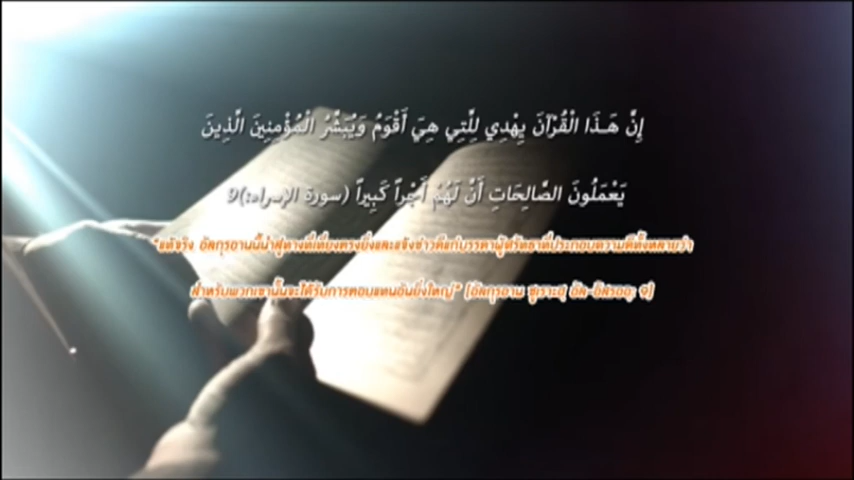 إِنَّ هَـذَا الْقُرْآنَ يِهْدِي لِلَّتِي هِيَ أَقْوَمُ وَيُبَشِّرُ الْمُؤْمِنِينَ الَّذِينَ
يَعْمَلُونَ الصَّالِحَاتِ أَنَّ لَهُمْ أَجْراً كَبِيراً (سورة الإسراء:)9
"แท้จริง อัลกุรอานนี้นำสู่ทางที่เที่ยงตรงยิ่งและแจ้งข่าวดีแก่บรรดาผู้ศรัทธาที่ประกอบความดีทั้งหลายว่า
สำหรับพวกเขานั้นจะได้รับการตอบแทนอันยิ่งใหญ่" (อัลกุรอาน ซูเราะฮฺ อัล-อิสรออฺ: 9)